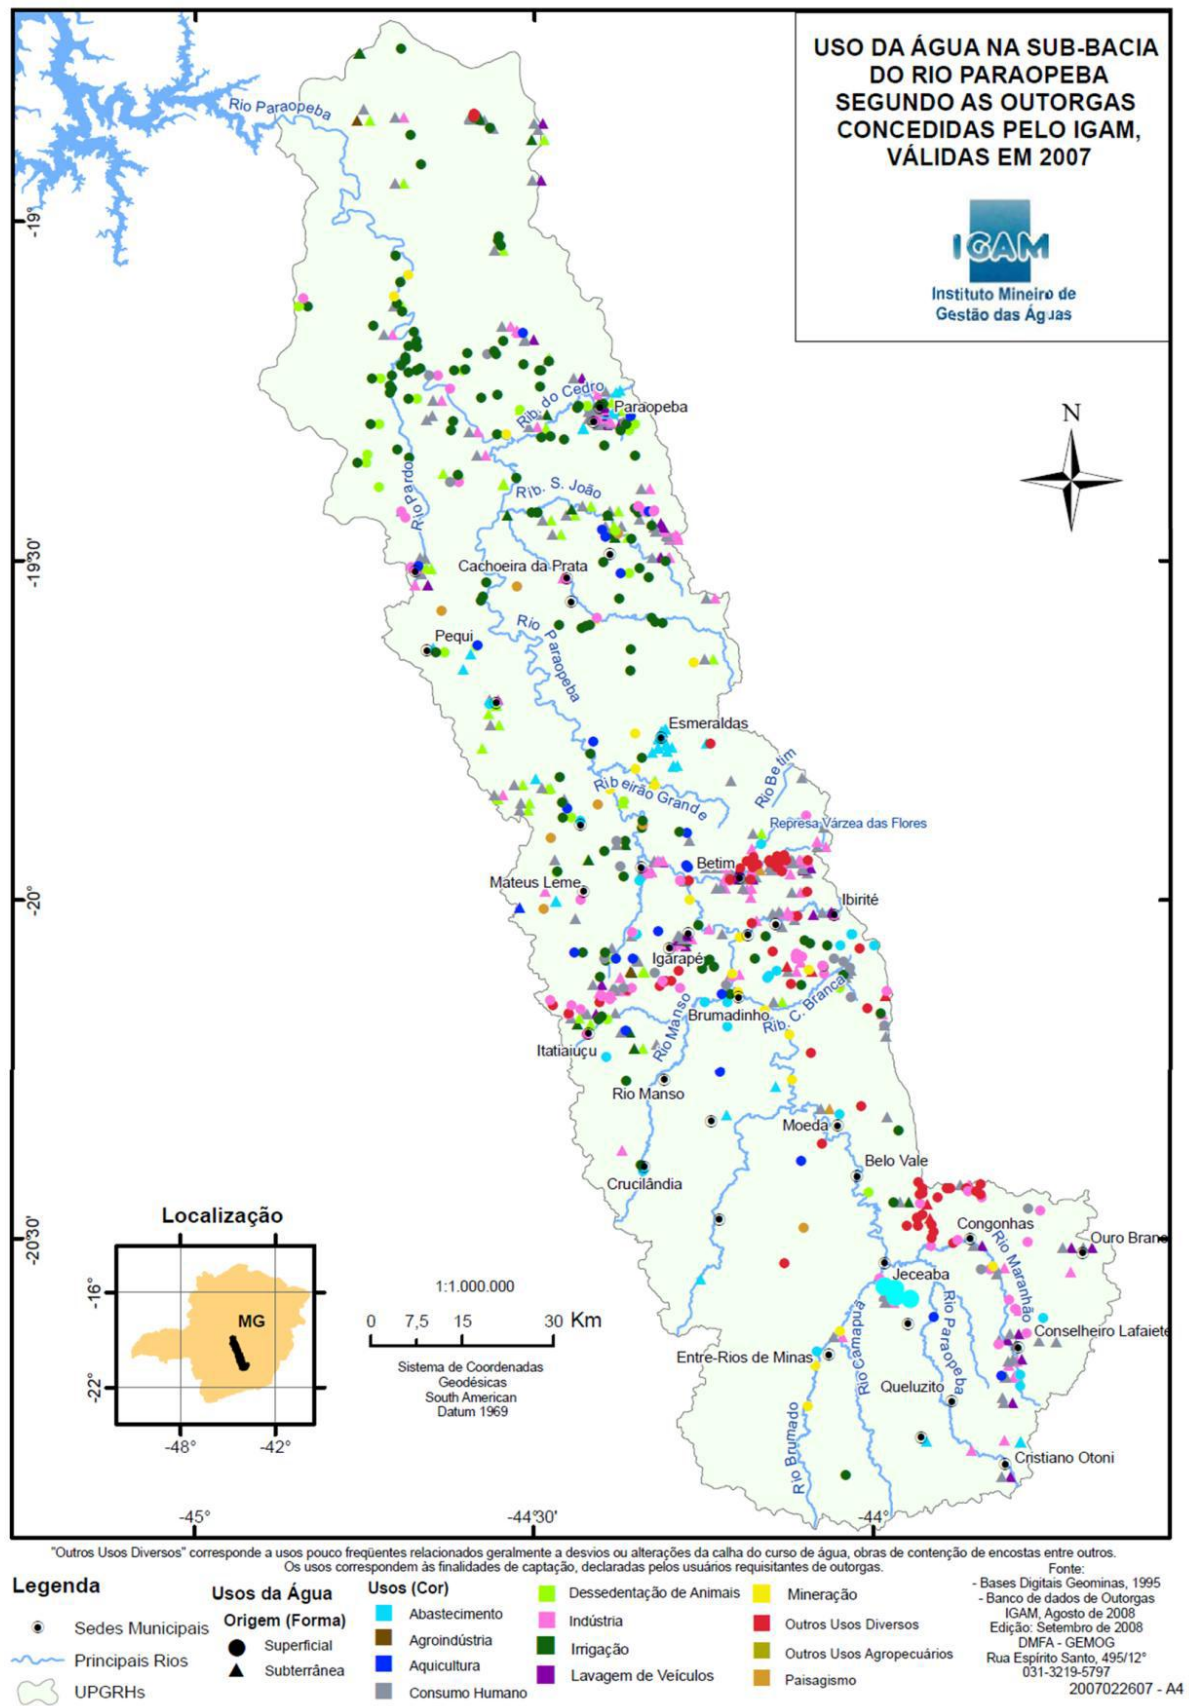 USO DA ÁGUA NA SUB-BACIA
DO RIO PARAOPEBA
SEGUNDO AS OUTORGAS
CONCEDIDAS PELO IGAM,
VÁLIDAS EM 2007
IGAM
Instituto Mineiro de
Gestão das Águas
Rio Paraopeba
-19°
N
Rib. do Cedro
Paraopeba
Rio Pardo
Rib. S. João
-19°30'
Cachoeira da Prata
Rio Paraopeba
Pequi
Esmeraldas
Rio Betim
Ribeirão Grande
Represa Várzea das Flores
Betim
Mateus Leme
-20°
Ibirité
Igarapé
Brumadinho
Rib. C. Branca
Rio Manso
Itatiaiuçu
Rio Manso
Moeda
Belo Vale
Crucilândia
Localização
-20°30'
Congonhas
Ouro Branc
Rio Maranhão
Jeceaba
-16°
MG
1:1.000.000
0 7,5 15 30 Km
Rio Camapuã
Rio Paraopeba
Conselheiro Lafaiete
Entre-Rios de Minas
Sistema de Coordenadas
Geodésicas
South American
Datum 1969
-22°
Queluzito
-48° -42°
Rio Brumado
Cristiano Otoni
-45° -44°30' -44°
"Outros Usos Diversos" corresponde a usos pouco freqüentes relacionados geralmente a desvios ou alterações da calha do curso de água, obras de contenção de encostas entre outros.
Os usos correspondem às finalidades de captação, declaradas pelos usuários requisitantes de outorgas.
Legenda
Sedes Municipais
Principais Rios
UPGRHs
Usos da Água
Origem (Forma)
Superficial
Subterrânea
Usos (Cor)
Abastecimento
Agroindústria
Aquicultura
Consumo Humano
Dessedentação de Animais
Indústria
Irrigação
Lavagem de Veículos
Mineração
Outros Usos Diversos
Outros Usos Agropecuários
Paisagismo
Fonte:
- Bases Digitais Geominas, 1995
- Banco de dados de Outorgas
IGAM, Agosto de 2008
Edição: Setembro de 2008
DMFA - GEMOG
Rua Espírito Santo, 495/12°
031-3219-5797
2007022607 - A4